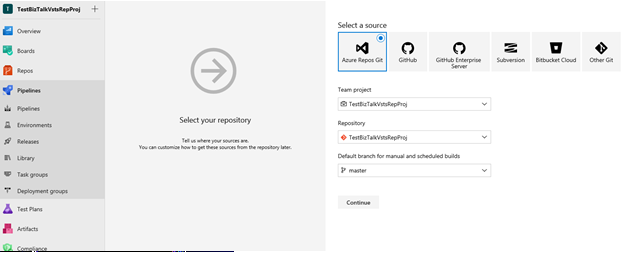 T TestBizTalkVstsRepProj +
Overview
Boards
Repos
Pipelines
Pipelines
Environments
Releases
Library
Task groups
Deployment groups
Test Plans
Artifacts
Compliance
Select your repository
Tell us where your sources are.
You can customize how to get these sources from the repository later.
Select a source
Azure Repos Git
GitHub
GitHub Enterprise
Server
Subversion
Bitbucket Cloud
Other Git
Team project
TestBizTalkVstsRepProj
Repository
TestBizTalkVstsRepProj
Default branch for manual and scheduled builds
master
Continue